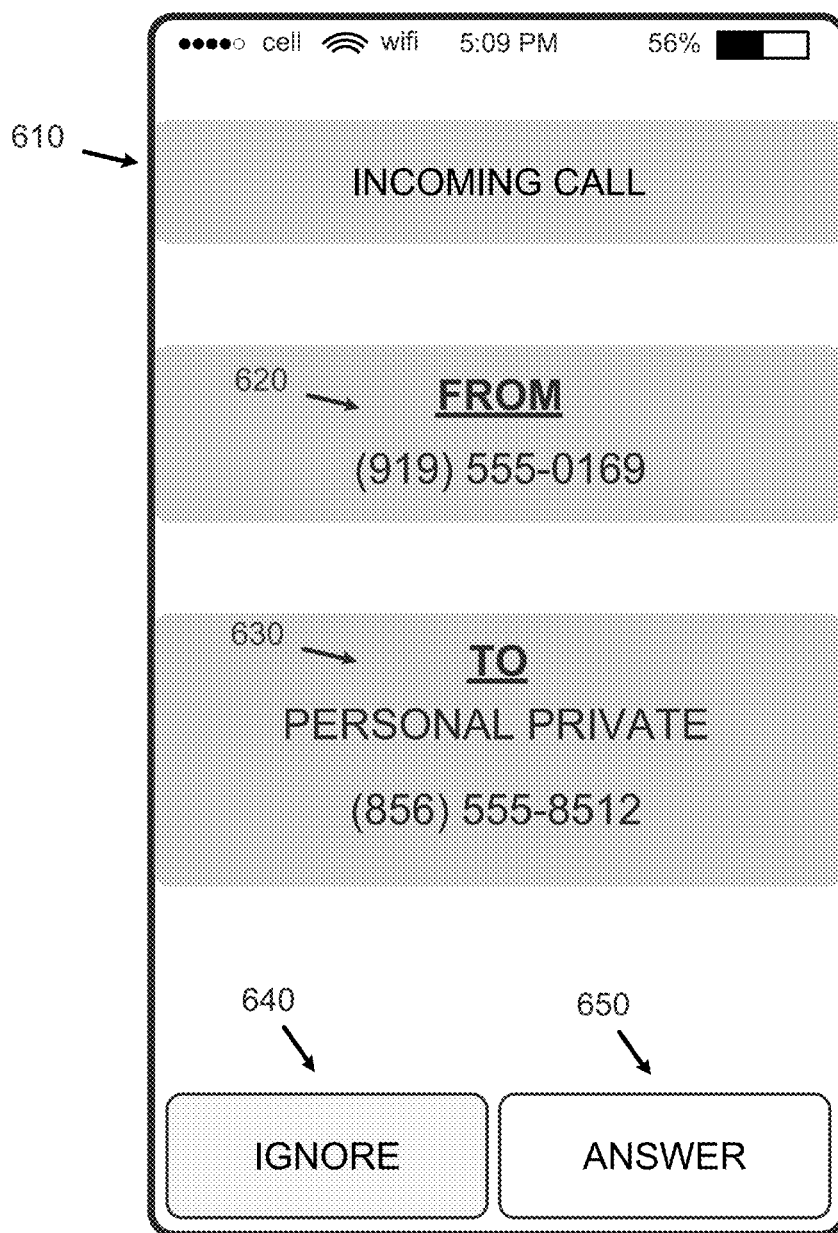 ●●●●○ cell wifi 5:09 PM 56%
610
INCOMING CALL
620
FROM
(919) 555-0169
630
TO
PERSONAL PRIVATE
(856) 555-8512
640 650
IGNORE ANSWER